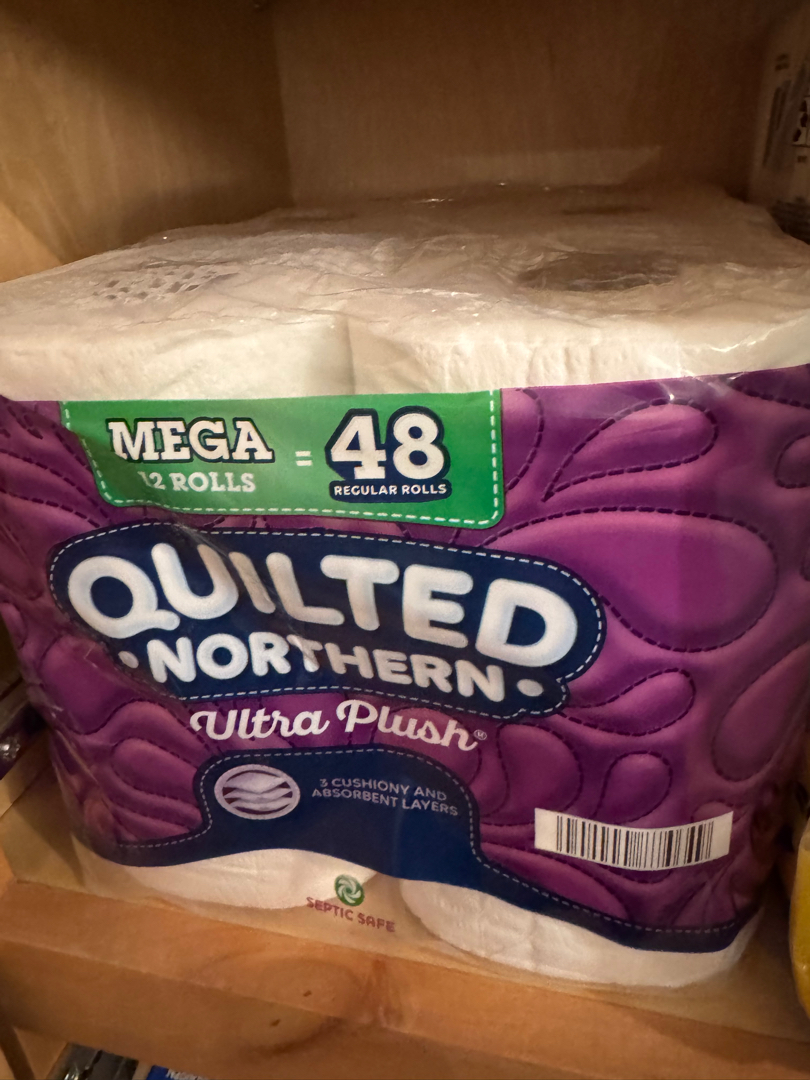 MEGA
12 ROLLS
=
48
REGULAR ROLLS
QUILTED
•NORTHERN•
Ultra Plush®
3 CUSHIONY AND
ABSORBENT LAYERS
SEPTIC SAFE